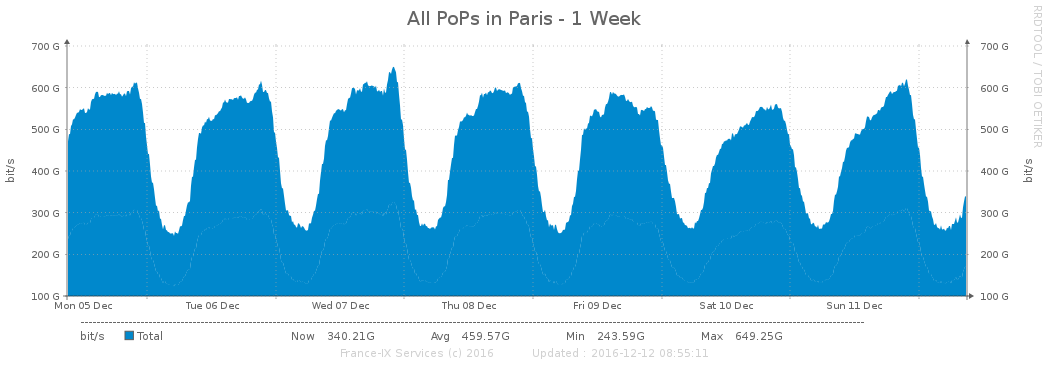 All PoPs in Paris - 1 Week
RRDTOOL / TOBI OETIKER
700 G 700 G
600 G 600 G
500 G 500 G
400 G 400 G
300 G 300 G
200 G 200 G
100 G 100 G
bit/s bit/s
Mon 05 Dec Tue 06 Dec Wed 07 Dec Thu 08 Dec Fri 09 Dec Sat 10 Dec Sun 11 Dec
bit/s Total Now 340.21G Avg 459.57G Min 243.59G Max 649.25G
France-IX Services (c) 2016 Updated : 2016-12-12 08:55:11